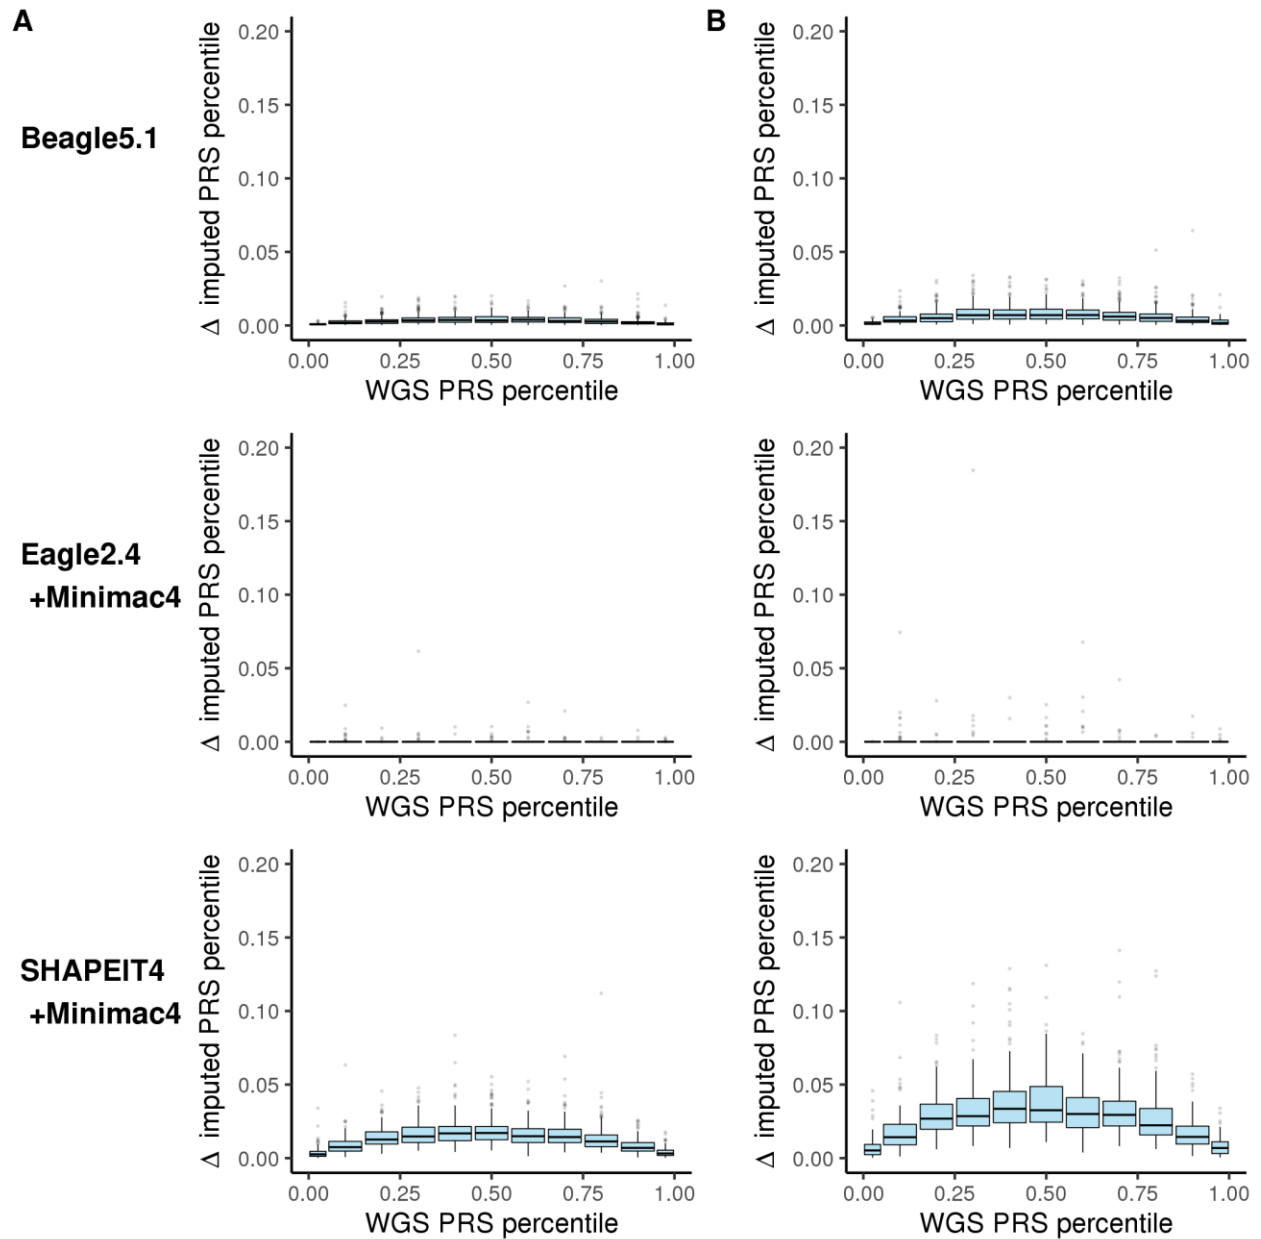 A
B
Beagle5.1
Δ imputed PRS percentile
0.20
0.15
0.10
0.05
0.00
0.00 0.25 0.50 0.75 1.00
WGS PRS percentile
Δ imputed PRS percentile
0.20
0.15
0.10
0.05
0.00
0.00 0.25 0.50 0.75 1.00
WGS PRS percentile
Eagle2.4
+Minimac4
Δ imputed PRS percentile
0.20
0.15
0.10
0.05
0.00
0.00 0.25 0.50 0.75 1.00
WGS PRS percentile
Δ imputed PRS percentile
0.20
0.15
0.10
0.05
0.00
0.00 0.25 0.50 0.75 1.00
WGS PRS percentile
SHAPEIT4
+Minimac4
Δ imputed PRS percentile
0.20
0.15
0.10
0.05
0.00
0.00 0.25 0.50 0.75 1.00
WGS PRS percentile
Δ imputed PRS percentile
0.20
0.15
0.10
0.05
0.00
0.00 0.25 0.50 0.75 1.00
WGS PRS percentile